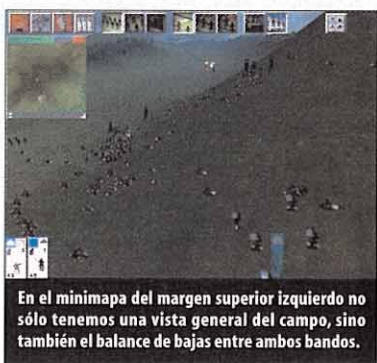 En el minimapa del margen superior izquierdo no
sólo tenemos una vista general del campo, sino
también el balance de bajas entre ambos bandos.